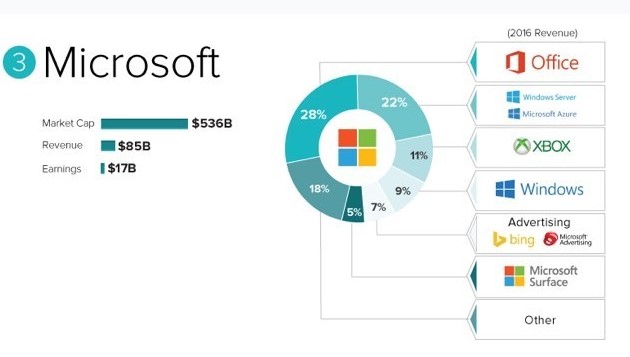 (2016 Revenue)
3 Microsoft
Office
Market Cap $536B
Revenue $85B
Earnings $17B
28%
22%
11%
9%
7%
5%
18%
Windows Server
Microsoft Azure
XBOX
Windows
Advertising
bing Microsoft
Advertising
Microsoft
Surface
Other